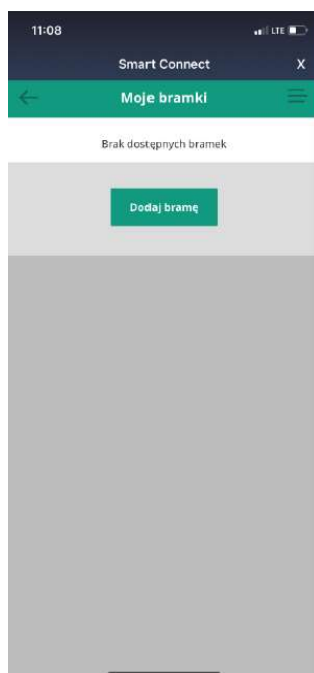 11:08
LTE
Smart Connect
X
Moje bramki
Brak dostępnych bramek
Dodaj bramę